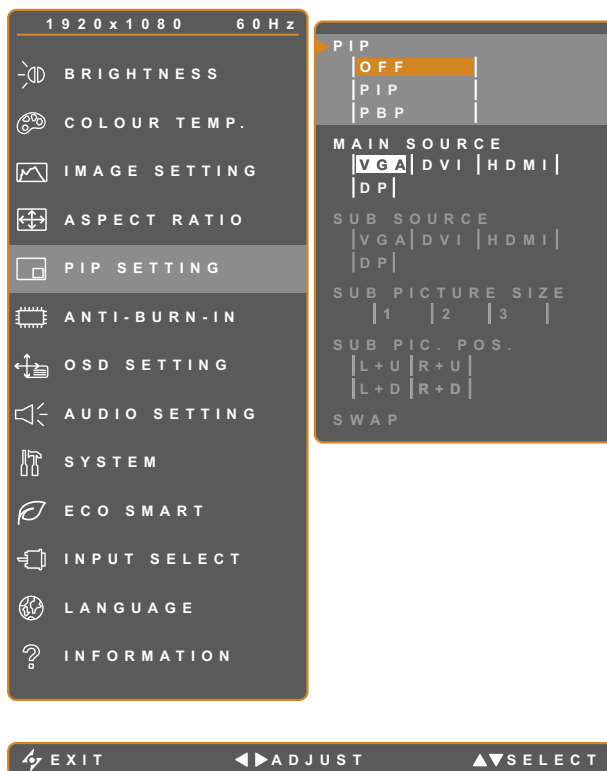 1920x1080 60Hz
BRIGHTNESS
COLOUR TEMP.
IMAGE SETTING
ASPECT RATIO
PIP SETTING
ANTI-BURN-IN
OSD SETTING
AUDIO SETTING
SYSTEM
ECO SMART
INPUT SELECT
LANGUAGE
INFORMATION
PIP
OFF
PIP
PBP
MAIN SOURCE
VGA DVI HDMI
DP
SUB SOURCE
VGA DVI HDMI
DP
SUB PICTURE SIZE
1 2 3
SUB PIC. POS.
L+U R+U
L+D R+D
SWAP
EXIT ADJUST SELECT